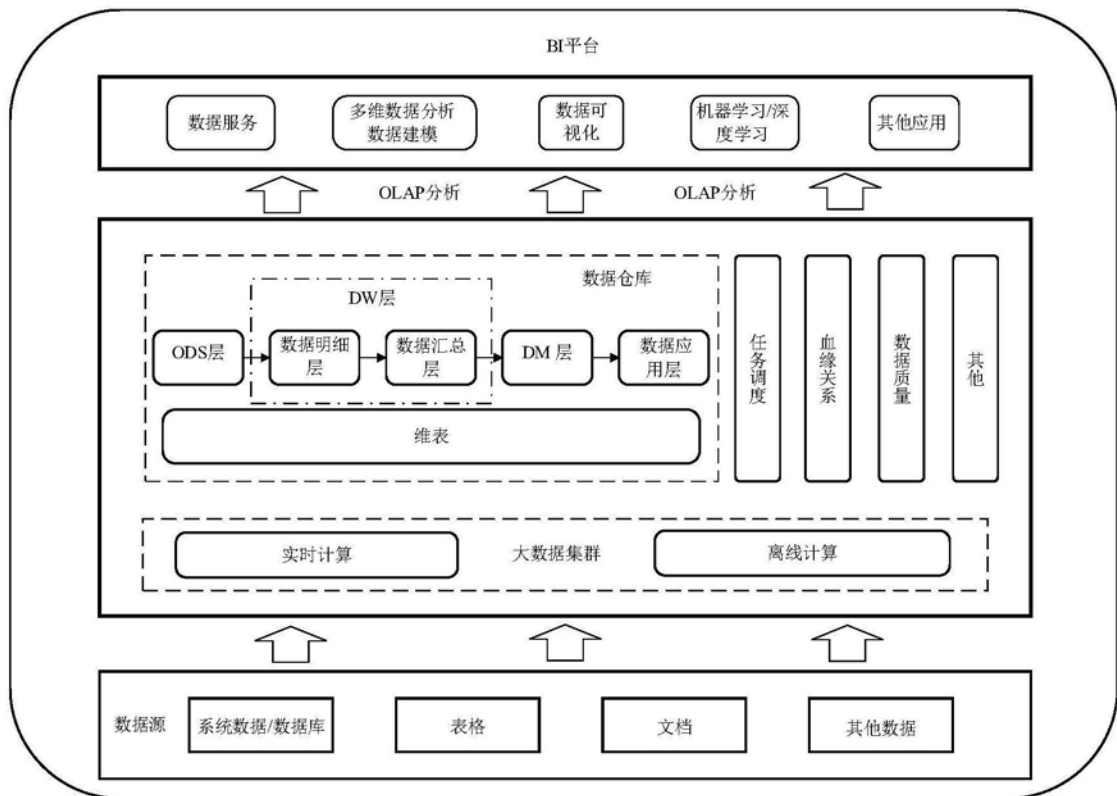 BI平台
数据服务
多维数据分析
数据建模
数据可
视化
机器学习/深
度学习
其他应用
OLAP分析
OLAP分析
数据仓库
DW层
ODS层
数据明细
层
数据汇总
层
DM 层
数据应
用层
维表
任务调度
血缘关系
数据质量
其他
实时计算
大数据集群
离线计算
数据源
系统数据/数据库
表格
文档
其他数据